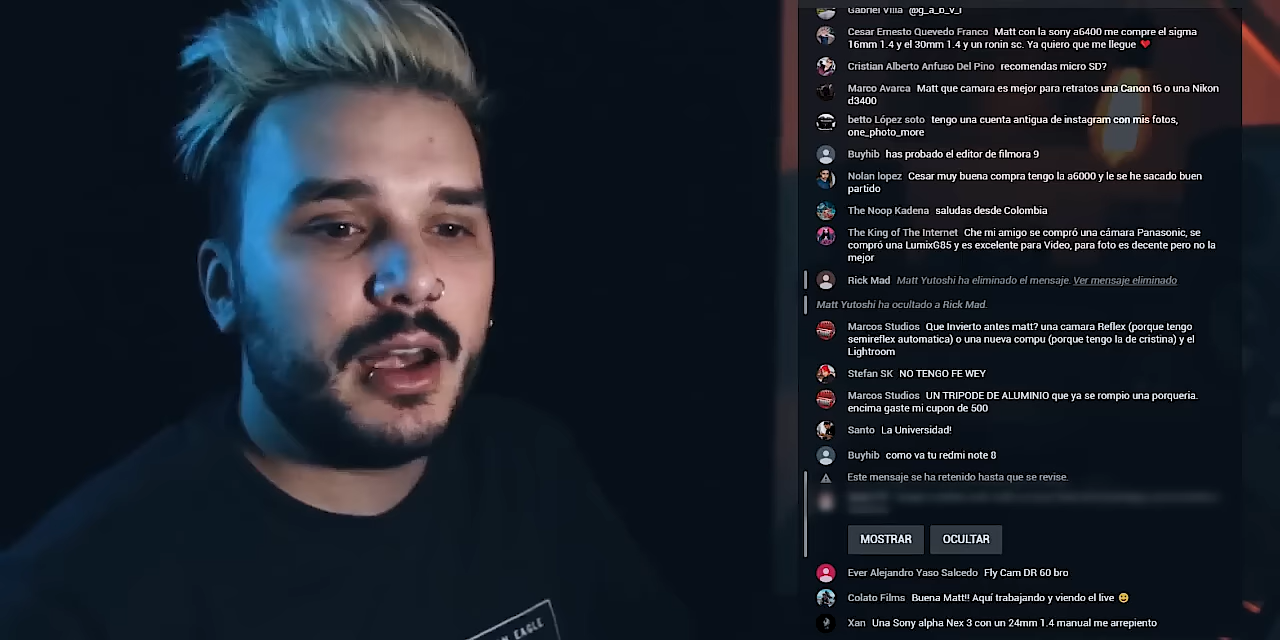 Gabriel Villa @g_a_b_v_i
Cesar Ernesto Quevedo Franco Matt con la sony a6400 me compre el sigma
16mm 1.4 y el 30mm 1.4 y un ronin sc. Ya quiero que me llegue ❤️
Cristian Alberto Anfuso Del Pino recomendas micro SD?
Marco Avarca Matt que camara es mejor para retratos una Canon t6 o una Nikon
d3400
betto López soto tengo una cuenta antigua de instagram con mis fotos,
one_photo_more
Buyhib has probado el editor de filmora 9
Nolan lopez Cesar muy buena compra tengo la a6000 y le se he sacado buen
partido
The Noop Kadena saludas desde Colombia
The King of The Internet Che mi amigo se compró una cámara Panasonic, se
compró una LumixG85 y es excelente para Video, para foto es decente pero no la
mejor
Rick Mad Matt Yutoshi ha eliminado el mensaje. Ver mensaje eliminado
Matt Yutoshi ha ocultado a Rick Mad.
Marcos Studios Que Invierto antes matt? una camara Reflex (porque tengo
semireflex automatica) o una nueva compu (porque tengo la de cristina) y el
Lightroom
Stefan SK NO TENGO FE WEY
Marcos Studios UN TRIPODE DE ALUMINIO que ya se rompio una porqueria.
encima gaste mi cupon de 500
Santo La Universidad!
Buyhib como va tu redmi note 8
Este mensaje se ha retenido hasta que se revise.
MOSTRAR OCULTAR
Ever Alejandro Yaso Salcedo Fly Cam DR 60 bro
Colato Films Buena Matt!! Aquí trabajando y viendo el live 😀
Xan Una Sony alpha Nex 3 con un 24mm 1.4 manual me arrepiento
EAGLE